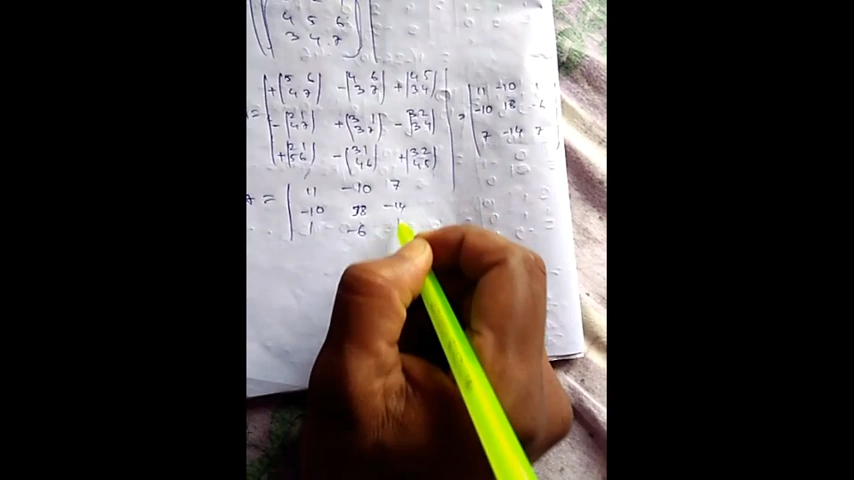 4 5 6
3 4 7
= | +|5 6| -|4 6| +|4 5| | = | 11 -10 1 |
|4 7| |3 7| |3 4| | -10 18 -6 |
-|2 1| +|3 1| -|3 2| | 7 -14 7 |
|4 7| |3 7| |3 4|
+|2 1| -|3 1| +|3 2|
|5 6| |4 6| |4 5|
= | 11 -10 7
-10 18 -14
1 -6